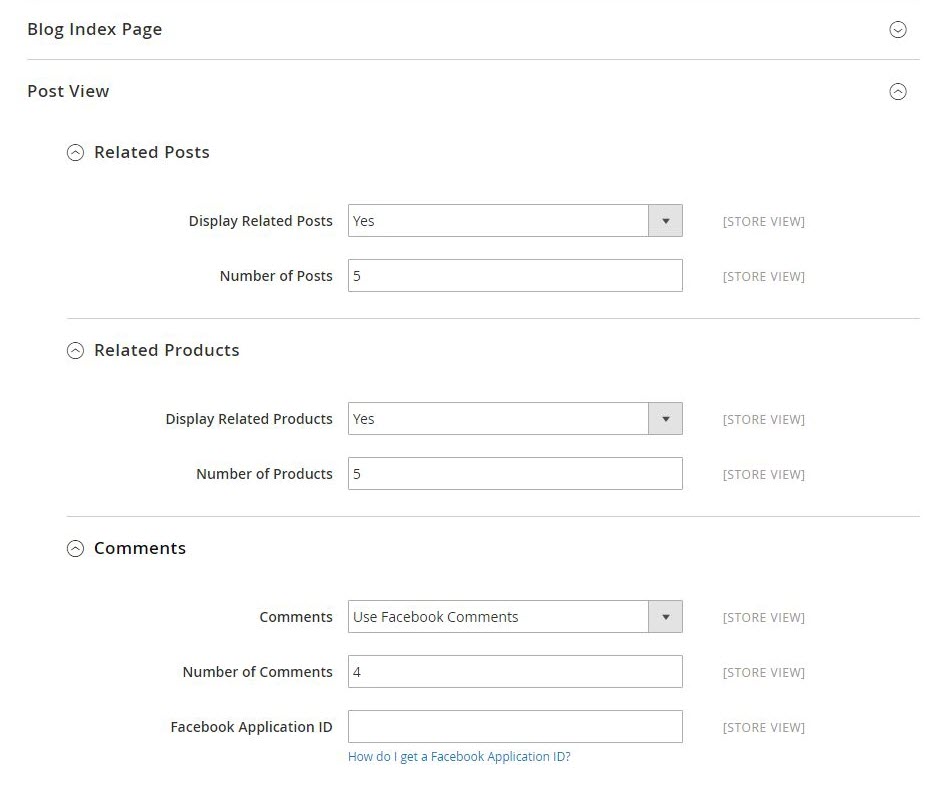 Blog Index Page
Post View
Related Posts
Display Related Posts Yes [STORE VIEW]
Number of Posts 5 [STORE VIEW]
Related Products
Display Related Products Yes [STORE VIEW]
Number of Products 5 [STORE VIEW]
Comments
Comments Use Facebook Comments [STORE VIEW]
Number of Comments 4 [STORE VIEW]
Facebook Application ID [STORE VIEW]
How do I get a Facebook Application ID?